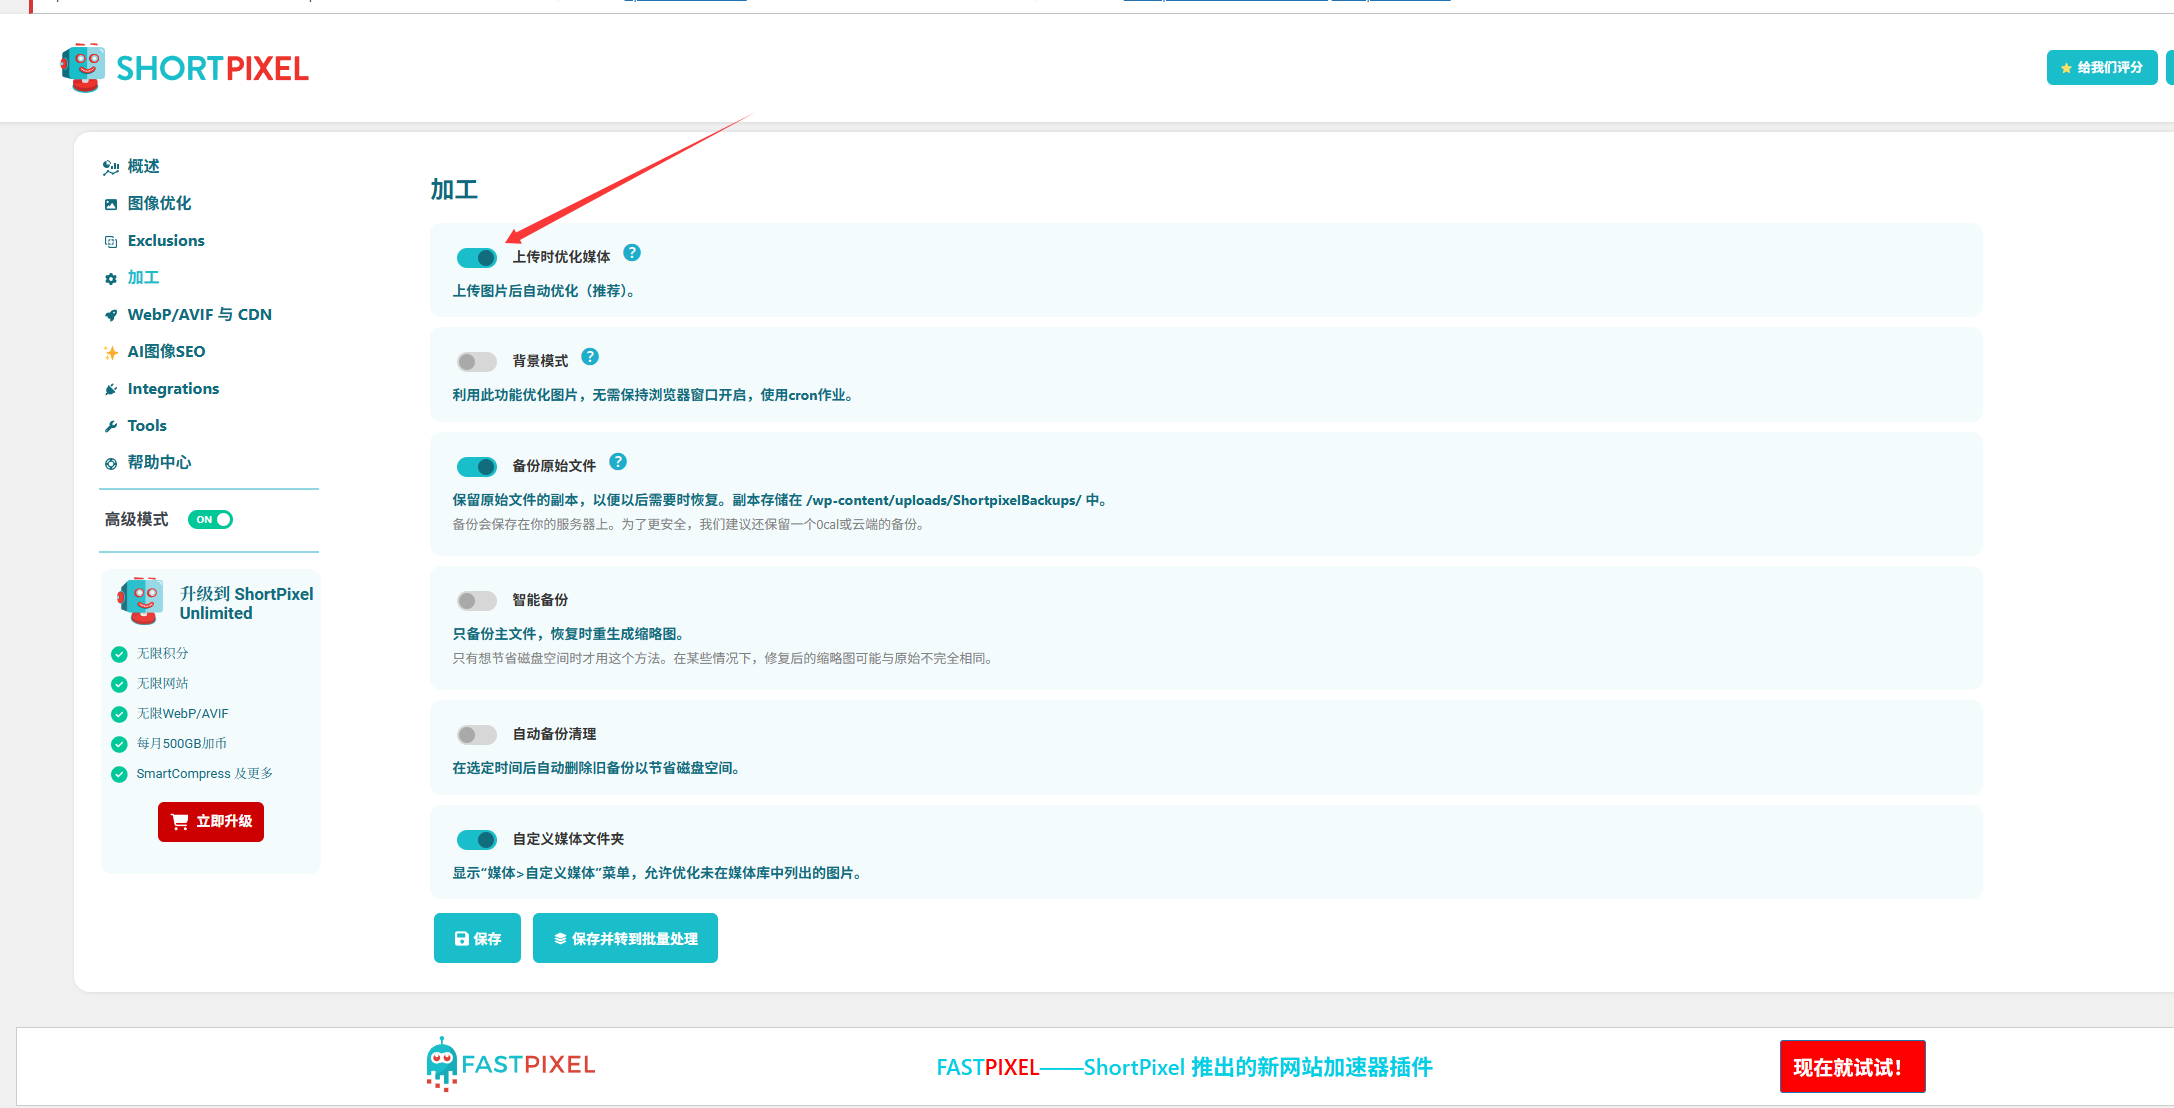 SHORTPIXEL
给我们评分
概述
图像优化
Exclusions
加工
WebP/AVIF 与 CDN
AI图像SEO
Integrations
Tools
帮助中心
高级模式 ON
升级到 ShortPixel
Unlimited
无限积分
无限网站
无限WebP/AVIF
每月500GB加币
SmartCompress 及更多
立即升级
加工
上传时优化媒体 ?
上传图片后自动优化（推荐）。
背景模式 ?
利用此功能优化图片，无需保持浏览器窗口开启，使用cron作业。
备份原始文件 ?
保留原始文件的副本，以便以后需要时恢复。副本存储在 /wp-content/uploads/ShortpixelBackups/ 中。
备份会保存在你的服务器上。为了更安全，我们建议还保留一个0cal或云端的备份。
智能备份
只备份主文件，恢复时重生成缩略图。
只有想节省磁盘空间时才用这个方法。在某些情况下，修复后的缩略图可能与原始不完全相同。
自动备份清理
在选定时间后自动删除旧备份以节省磁盘空间。
自定义媒体文件夹
显示“媒体>自定义媒体”菜单，允许优化未在媒体库中列出的图片。
保存 保存并转到批量处理
FASTPIXEL FASTPIXEL——ShortPixel 推出的新网站加速器插件 现在就试试！